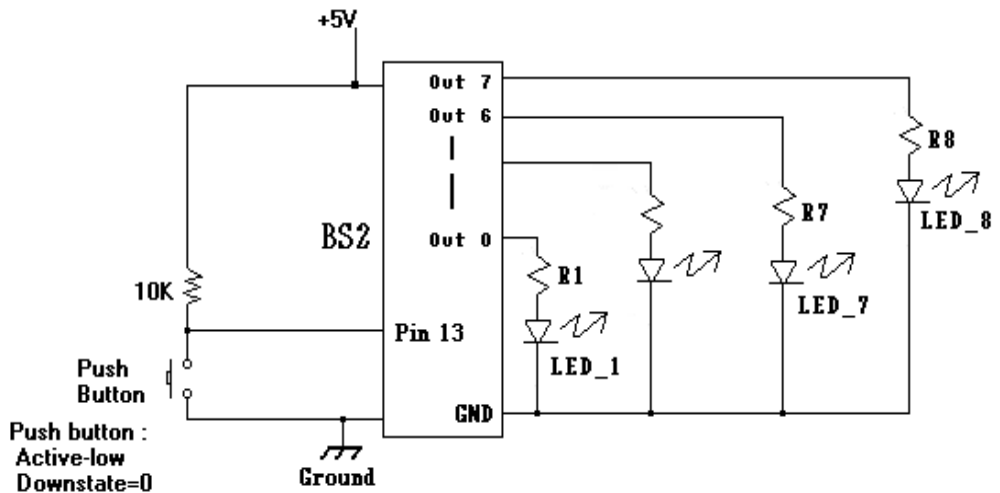 +5V
Out 7
Out 6
R8
LED_8
BS2
R7
Out 0
10K
R1
LED_7
Pin 13
Push
Button
LED_1
GND
Push button :
Active-low
Downstate=0
Ground